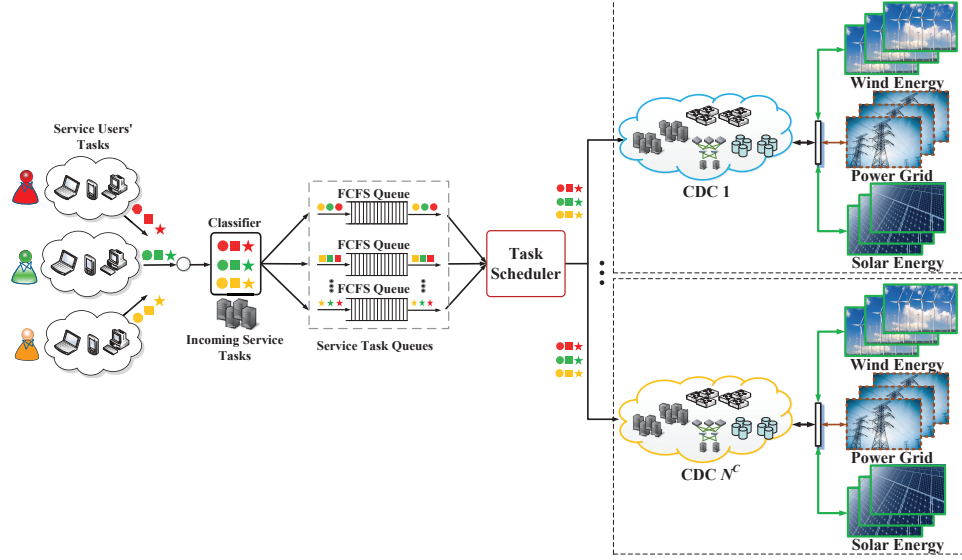 Service Users'
Tasks
Classifier
Incoming Service
Tasks
FCFS Queue
FCFS Queue
FCFS Queue
Service Task Queues
Task
Scheduler
CDC 1
Wind Energy
Power Grid
Solar Energy
CDC N^C
Wind Energy
Power Grid
Solar Energy